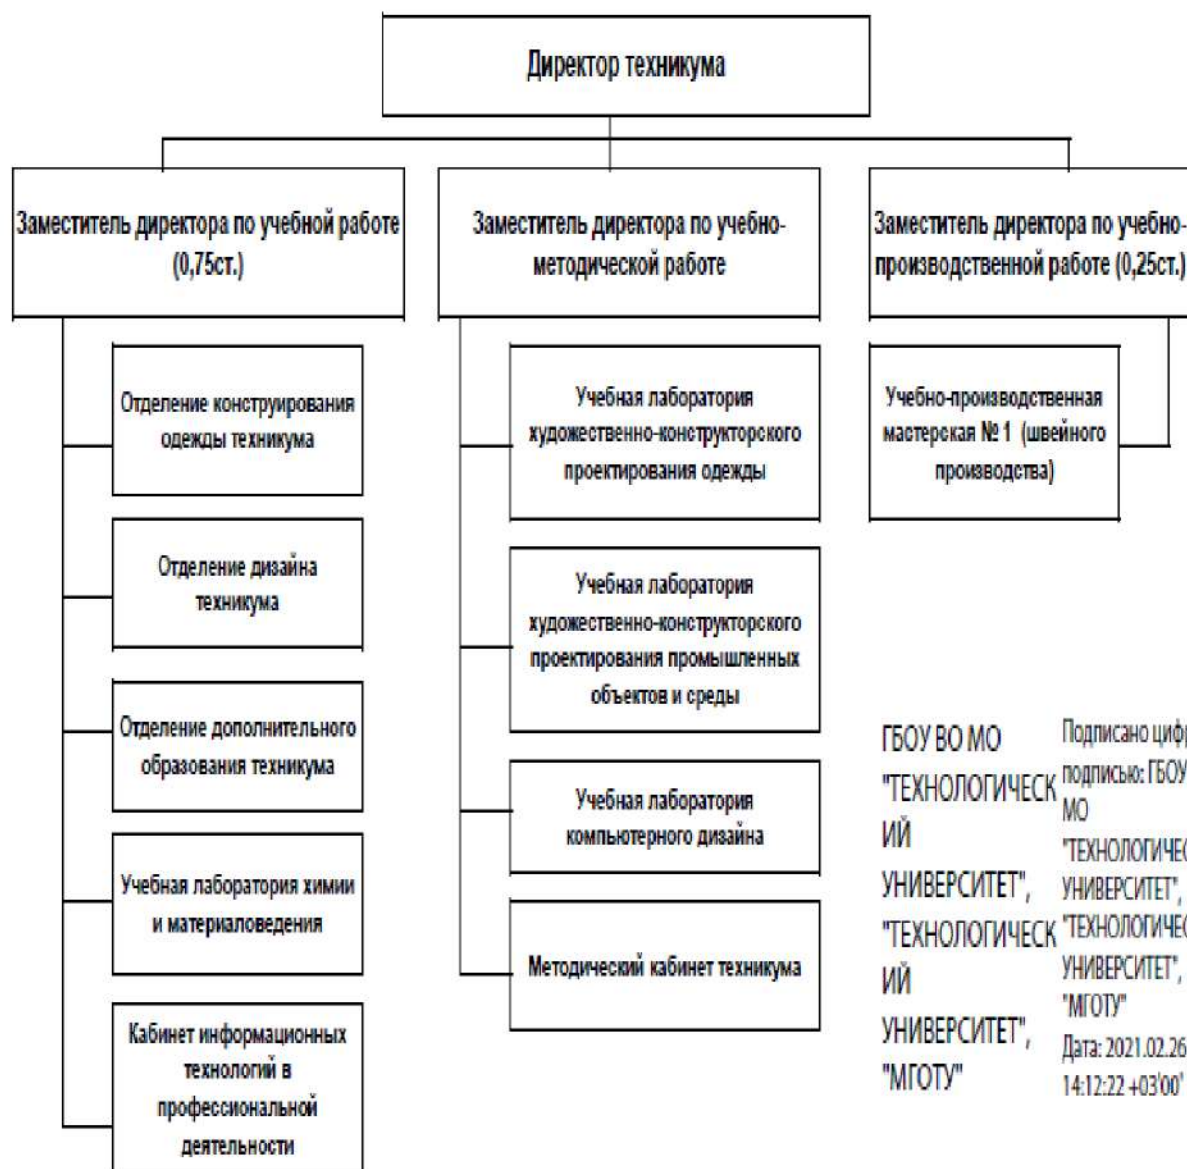 Директор техникума
Заместитель директора по учебной работе
(0,75ст.)
Заместитель директора по учебно-
методической работе
Заместитель директора по учебно-
производственной работе (0,25ст.)
Отделение конструирования
одежды техникума
Отделение дизайна
техникума
Отделение дополнительного
образования техникума
Учебная лаборатория химии
и материаловедения
Кабинет информационных
технологий в
профессиональной
деятельности
Учебная лаборатория
художественно-конструкторского
проектирования одежды
Учебная лаборатория
художественно-конструкторского
проектирования промышленных
объектов и среды
Учебная лаборатория
компьютерного дизайна
Методический кабинет техникума
Учебно-производственная
мастерская № 1 (швейного
производства)
ГБОУ ВО МО
"ТЕХНОЛОГИЧЕСК
ИЙ
УНИВЕРСИТЕТ",
"ТЕХНОЛОГИЧЕСК
ИЙ
УНИВЕРСИТЕТ",
"МГОТУ"
Подписано
подписью: ГБОУ
МО
УНИВЕРСИТЕТ",
УНИВЕРСИТЕТ",
"МГОТУ"
Дата: 2021.02.26
14:12:22 +03'00'